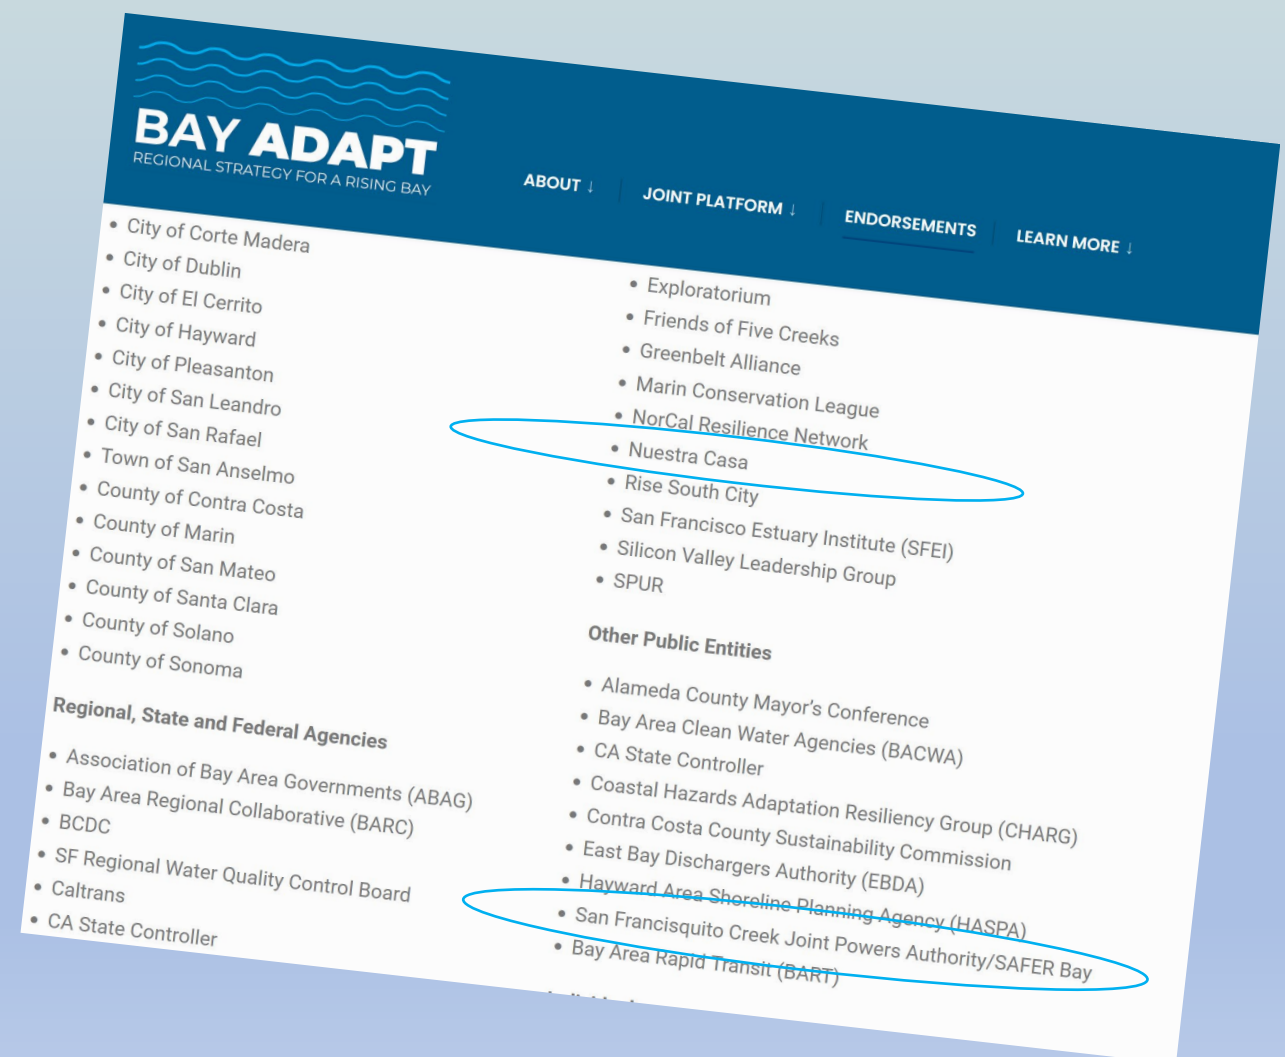 BAY ADAPT
REGIONAL STRATEGY FOR A RISING BAY
ABOUT ↓
JOINT PLATFORM ↓
ENDORSEMENTS
LEARN MORE ↓
• City of Corte Madera
• City of Dublin
• City of El Cerrito
• City of Hayward
• City of Pleasanton
• City of San Leandro
• City of San Rafael
• Town of San Anselmo
• County of Contra Costa
• County of Marin
• County of San Mateo
• County of Santa Clara
• County of Solano
• County of Sonoma
Regional, State and Federal Agencies
• Association of Bay Area Governments (ABAG)
• Bay Area Regional Collaborative (BARC)
• BCDC
• SF Regional Water Quality Control Board
• Caltrans
• CA State Controller
• Exploratorium
• Friends of Five Creeks
• Greenbelt Alliance
• Marin Conservation League
• NorCal Resilience Network
• Nuestra Casa
• Rise South City
• San Francisco Estuary Institute (SFEI)
• Silicon Valley Leadership Group
• SPUR
Other Public Entities
• Alameda County Mayor's Conference
• Bay Area Clean Water Agencies (BACWA)
• CA State Controller
• Coastal Hazards Adaptation Resiliency Group (CHARG)
• Contra Costa County Sustainability Commission
• East Bay Dischargers Authority (EBDA)
• Hayward Area Shoreline Planning Agency (HASPA)
• San Francisquito Creek Joint Powers Authority/SAFER Bay
• Bay Area Rapid Transit (BART)